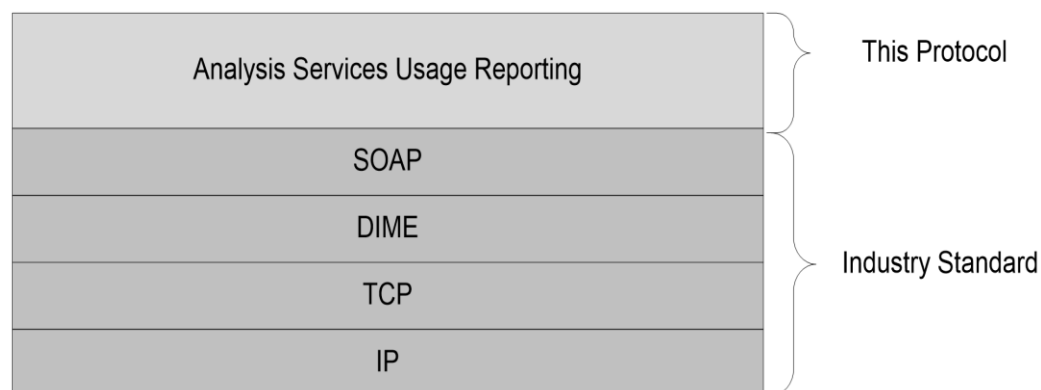 Analysis Services Usage Reporting
This Protocol
SOAP
DIME
TCP
IP
Industry Standard